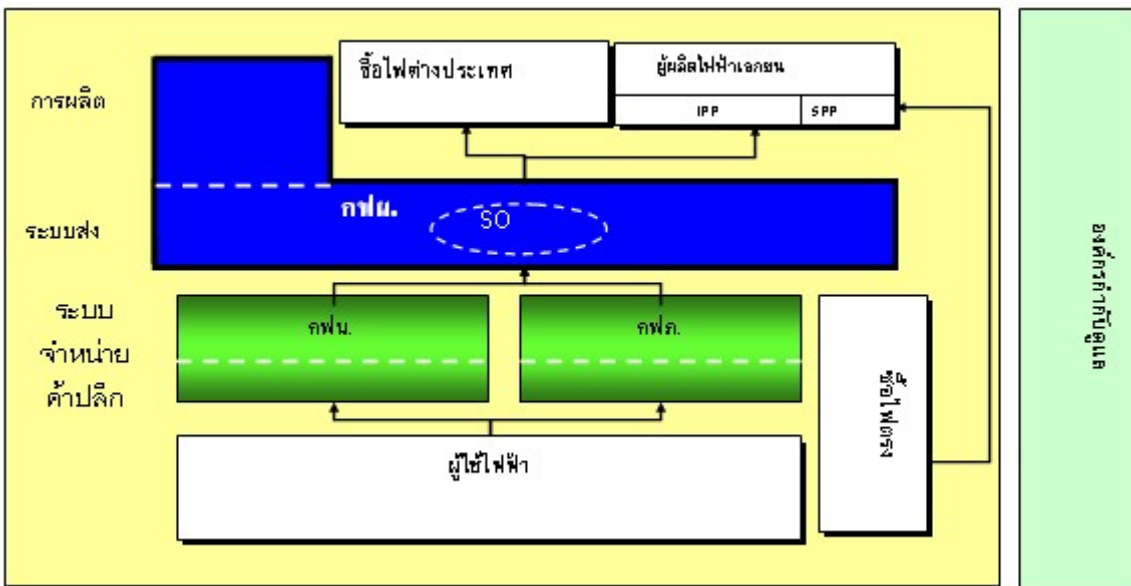 การผลิต
ซื้อไฟต่างประเทศ
ผู้ผลิตไฟฟ้าเอกชน
IPP
SPP
ระบบส่ง
กฟผ.
SO
ระบบ
จำหน่าย
ค้าปลีก
กฟน.
กฟภ.
ผู้ใช้ไฟฟ้า
ซื้อไฟตรง
องค์กรกำกับดูแล